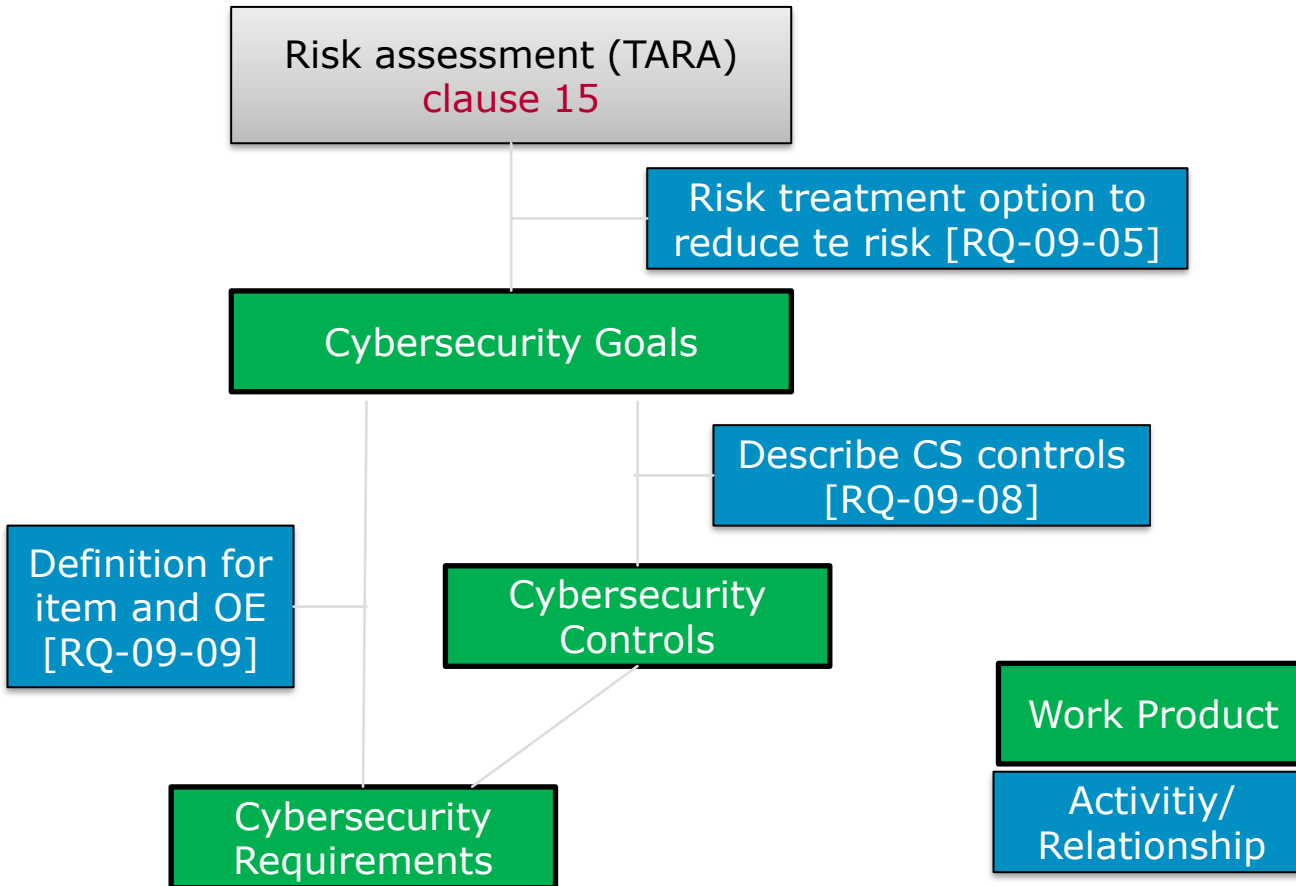 Risk assessment (TARA)
clause 15
Risk treatment option to
reduce te risk [RQ-09-05]
Cybersecurity Goals
Describe CS controls
[RQ-09-08]
Definition for
item and OE
[RQ-09-09]
Cybersecurity
Controls
Work Product
Activitiy/
Relationship
Cybersecurity
Requirements